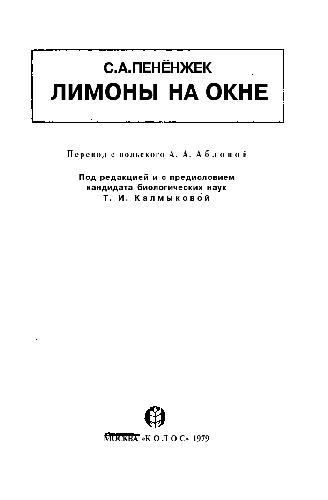 С.А.ПЕНЁНЖЕК
ЛИМОНЫ НА ОКНЕ
Перевод с польского А. А. Абловой
Под редакцией и с предисловием
кандидата биологических наук
Т. И. Калмыковой
МОСКВА «КОЛОС» 1979